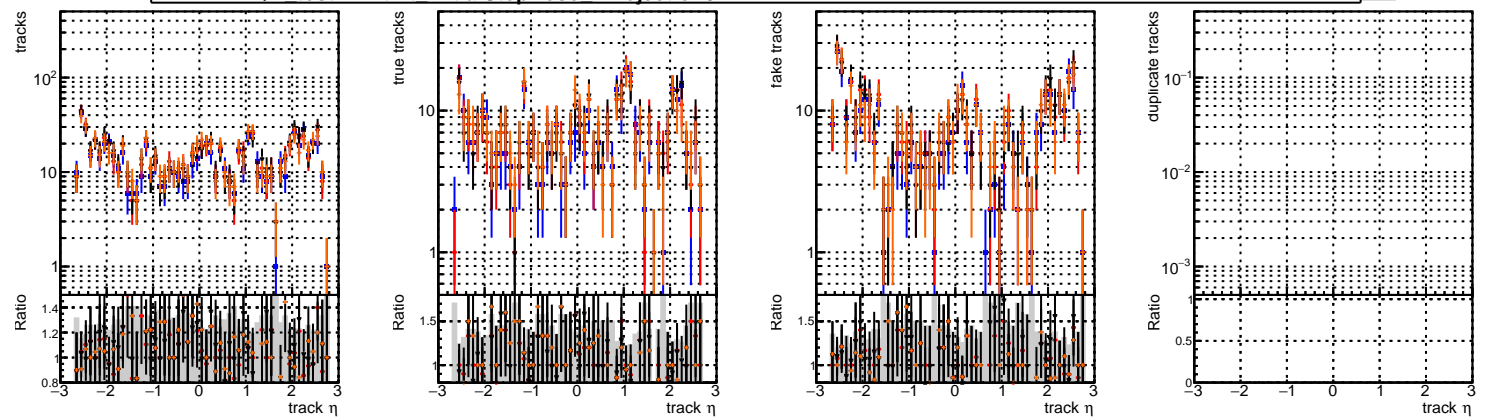 tracks
10²
10
1
Ratio
1.4
1.2
1
0.8
−3 −2 −1 0 1 2 3
track η
true tracks
10
1
Ratio
1.5
1
−3 −2 −1 0 1 2 3
track η
fake tracks
10
1
Ratio
1.5
1
−3 −2 −1 0 1 2 3
track η
duplicate tracks
10⁻¹
10⁻²
10⁻³
Ratio
1
0.5
0
−3 −2 −1 0 1 2 3
track η